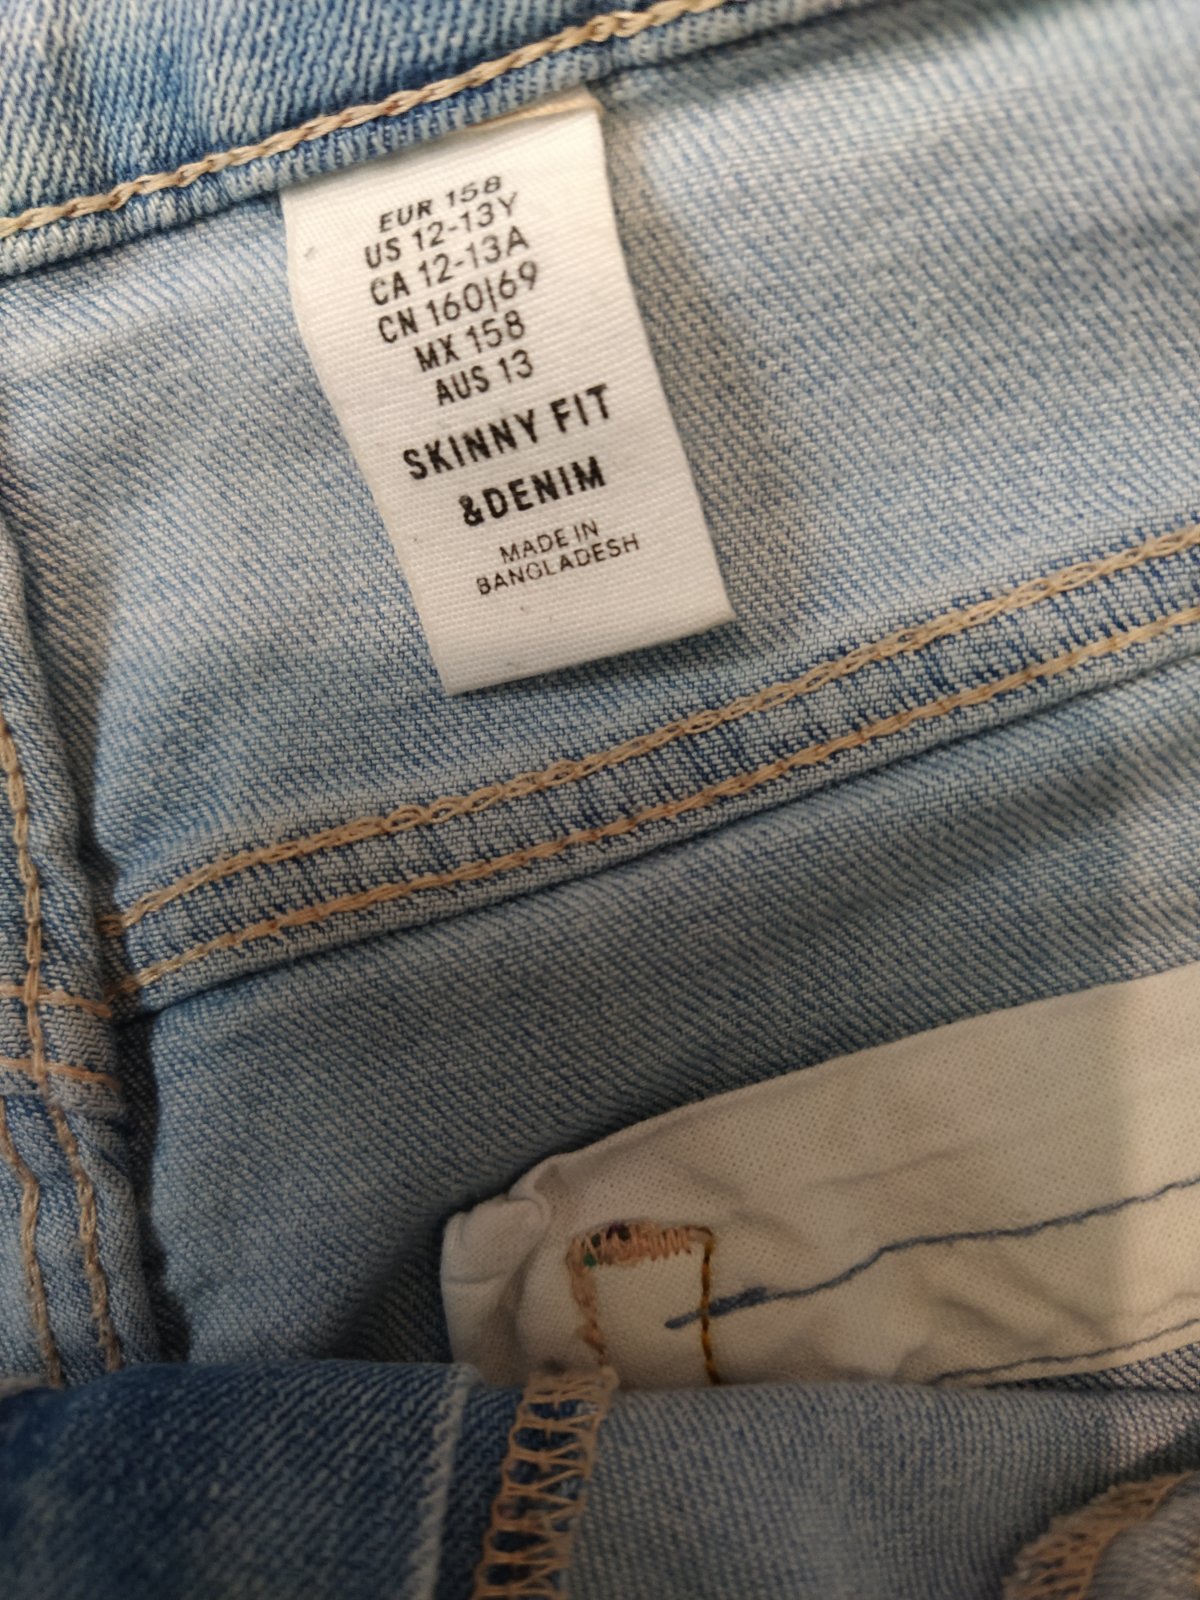 EUR 158
US 12-13Y
CA 12-13A
CN 160|69
MX 158
AUS 13
SKINNY FIT
&DENIM
MADE IN
BANGLADESH